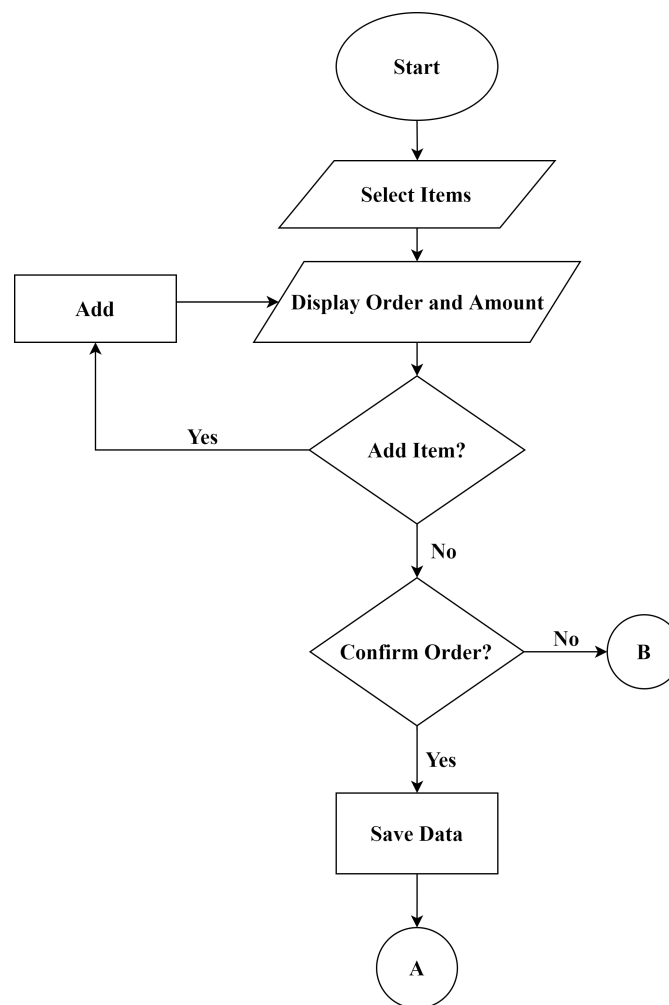 Start
Select Items
Add
Display Order and Amount
Yes
Add Item?
No
Confirm Order?
No
B
Yes
Save Data
A